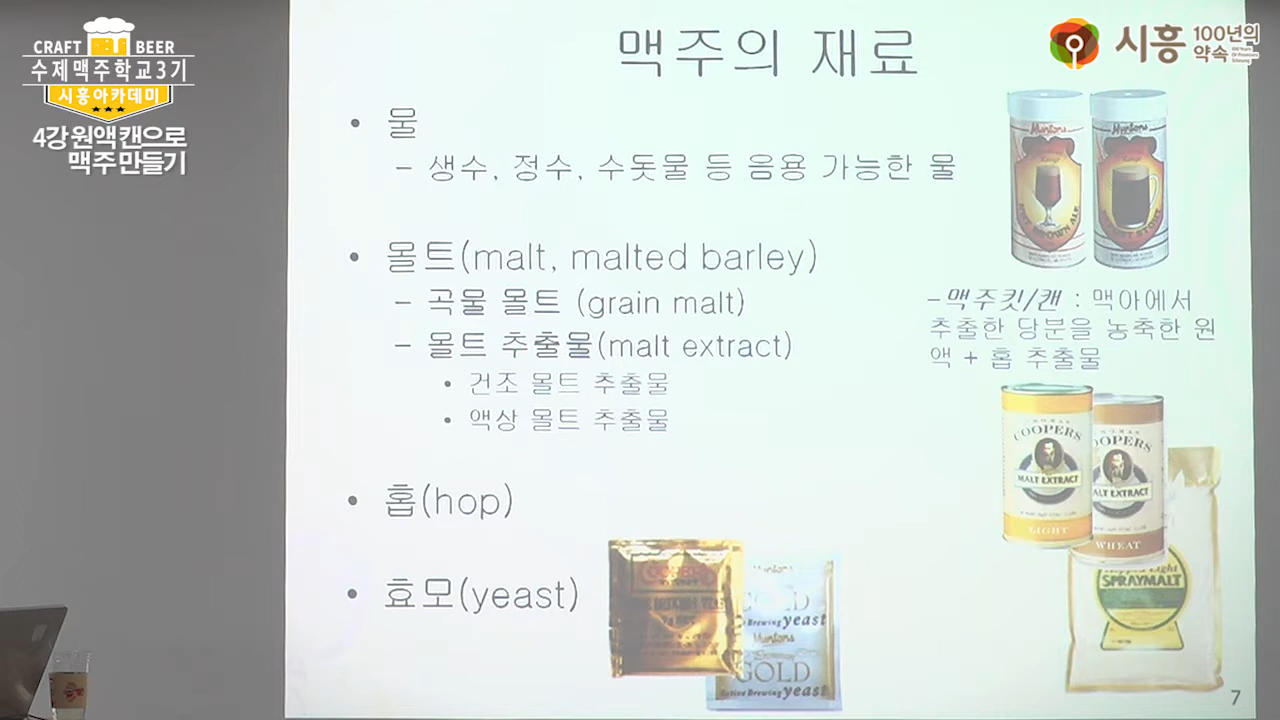 CRAFT BEER
수제맥주학교3기
시흥아카데미
4강 원액 캔으로
맥주 만들기
시흥 100년의
약속
맥주의 재료
• 물
– 생수, 정수, 수돗물 등 음용 가능한 물
• 몰트(malt, malted barley)
– 곡물 몰트 (grain malt)
– 몰트 추출물(malt extract)
• 건조 몰트 추출물
• 액상 몰트 추출물
• 홉(hop)
• 효모(yeast)
Muntons
Muntons
–맥주킷/캔 : 맥아에서
추출한 당분을 농축한 원
액 + 홉 추출물
COOPERS
MALT EXTRACT
LIGHT
COOPERS
MALT EXTRACT
WHEAT
SPRAYMALT
COOPERS
Muntons
GOLD
Brewing yeast
Muntons
GOLD
Active Brewing yeast
7